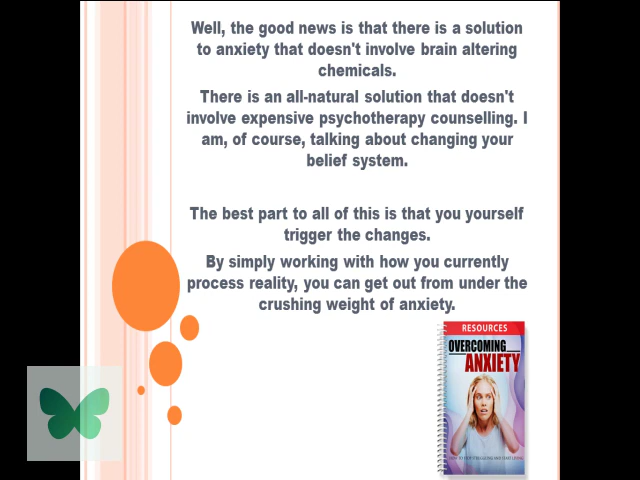 Well, the good news is that there is a solution
to anxiety that doesn't involve brain altering
chemicals.
There is an all-natural solution that doesn't
involve expensive psychotherapy counselling. I
am, of course, talking about changing your
belief system.
The best part to all of this is that you yourself
trigger the changes.
By simply working with how you currently
process reality, you can get out from under the
crushing weight of anxiety.
RESOURCES
OVERCOMING
ANXIETY